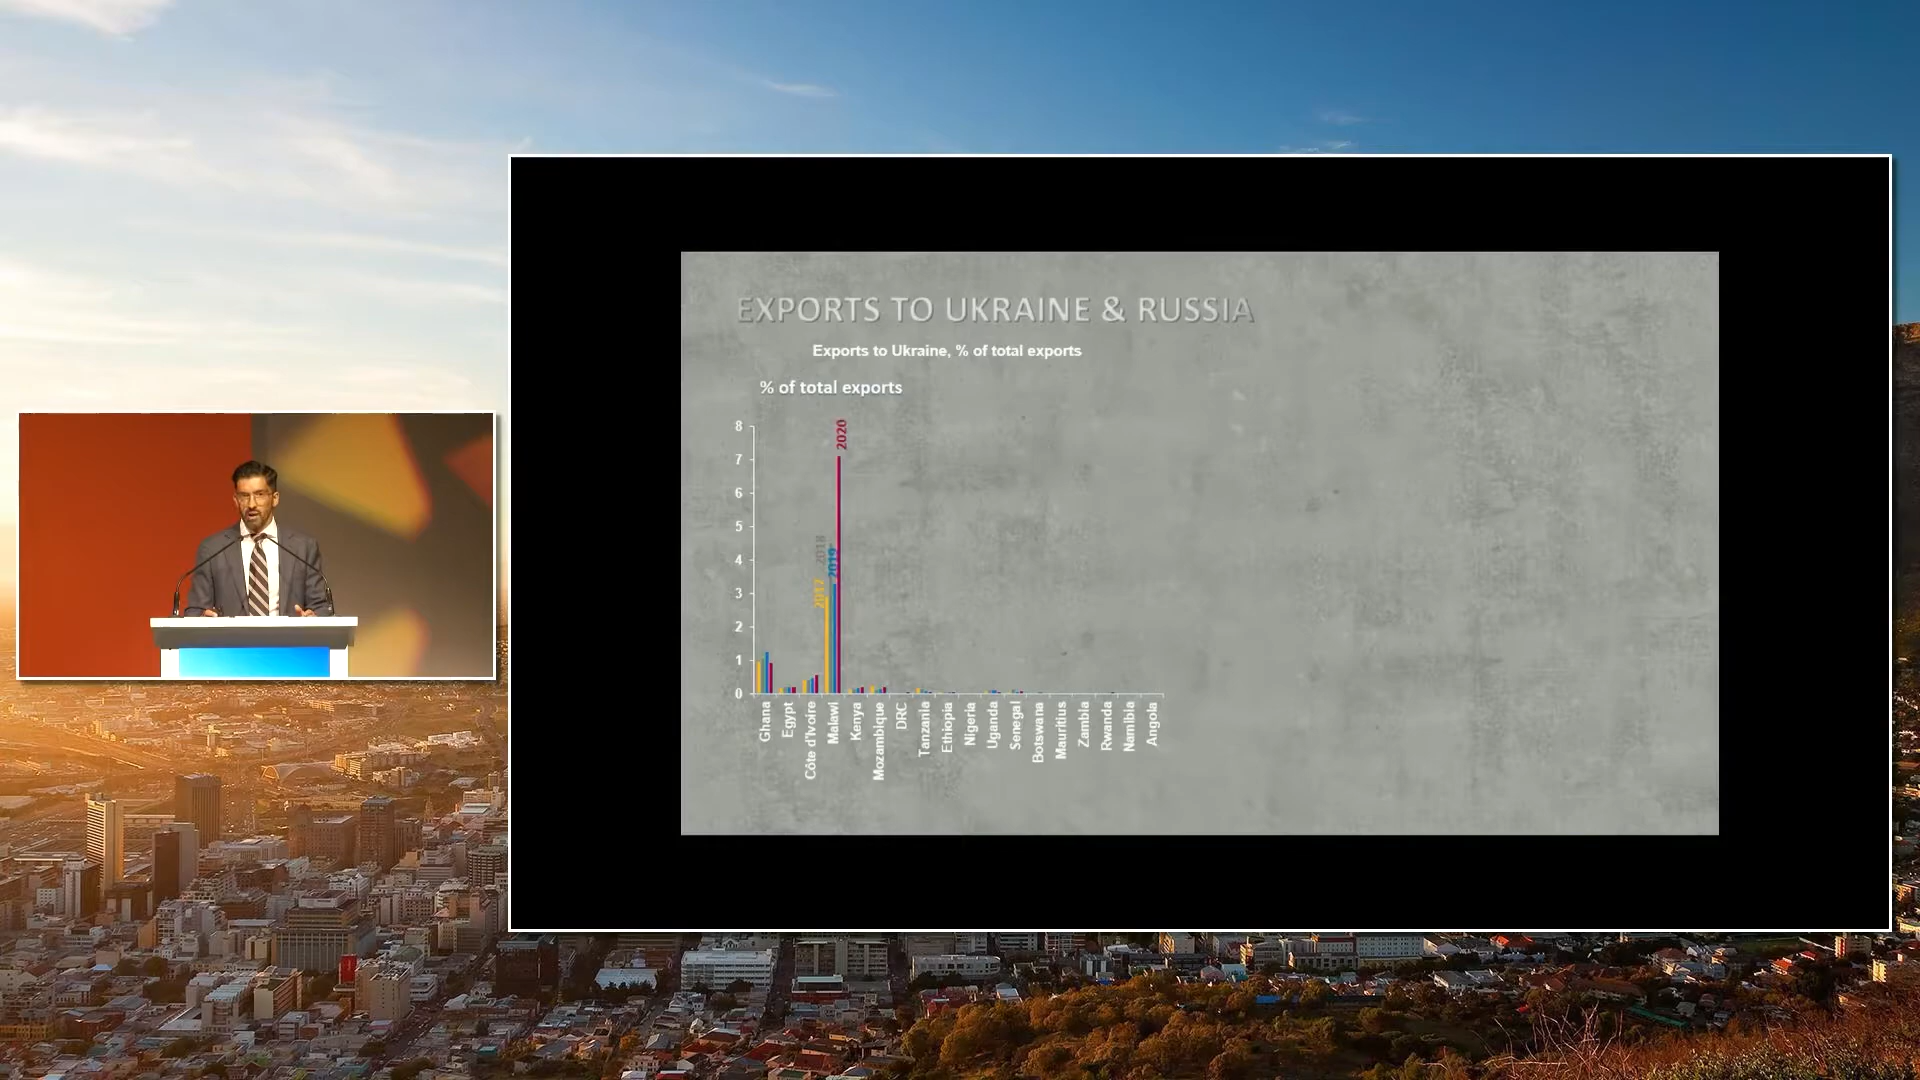 EXPORTS TO UKRAINE & RUSSIA
Exports to Ukraine, % of total exports
% of total exports
8
7
6
5
4
3
2
1
0
2017
2018
2019
2020
Ghana
Egypt
Côte d'Ivoire
Malawi
Kenya
Mozambique
DRC
Tanzania
Ethiopia
Nigeria
Uganda
Senegal
Botswana
Mauritius
Zambia
Rwanda
Namibia
Angola